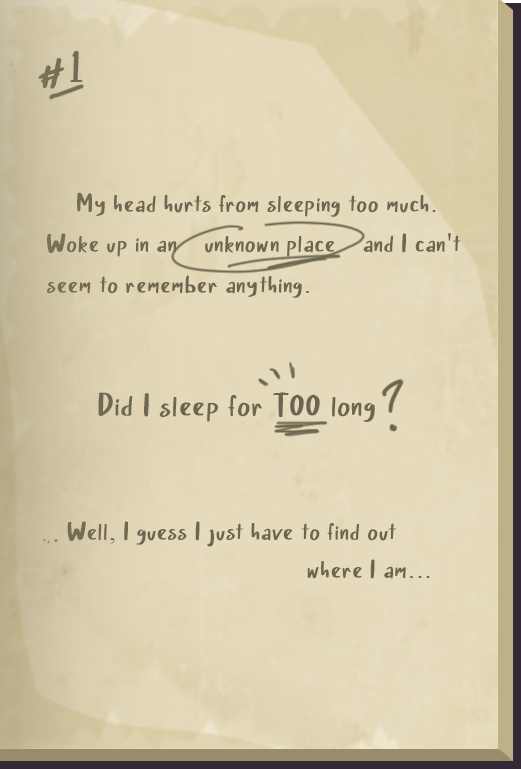 #1
My head hurts from sleeping too much.
Woke up in an unknown place and I can't
seem to remember anything.
Did I sleep for TOO long?
.. Well, I guess I just have to find out
where I am...